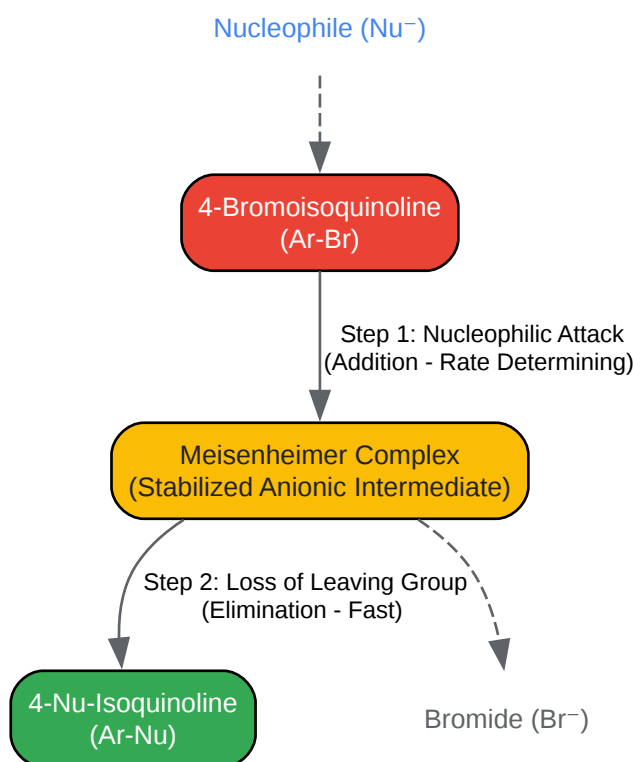 Nucleophile (Nu⁻)
4-Bromoisoquinoline
(Ar-Br)
Step 1: Nucleophilic Attack
(Addition - Rate Determining)
Meisenheimer Complex
(Stabilized Anionic Intermediate)
Step 2: Loss of Leaving Group
(Elimination - Fast)
4-Nu-Isoquinoline
(Ar-Nu)
Bromide (Br⁻)